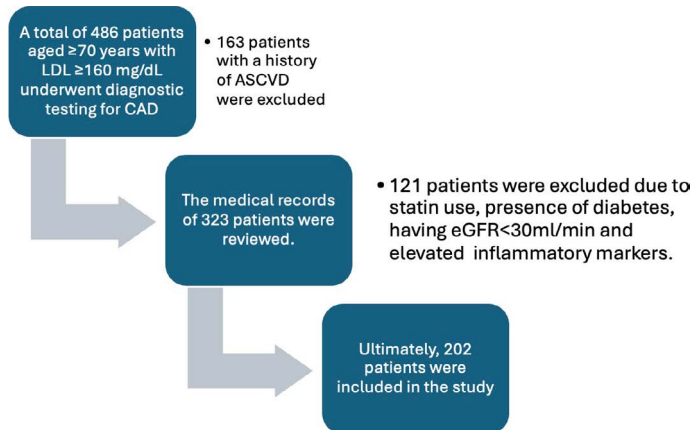 A total of 486 patients
aged ≥70 years with
LDL ≥160 mg/dL
underwent diagnostic
testing for CAD
• 163 patients
with a history
of ASCVD
were excluded
The medical records
of 323 patients were
reviewed.
• 121 patients were excluded due to
statin use, presence of diabetes,
having eGFR<30ml/min and
elevated inflammatory markers.
Ultimately, 202
patients were
included in the study